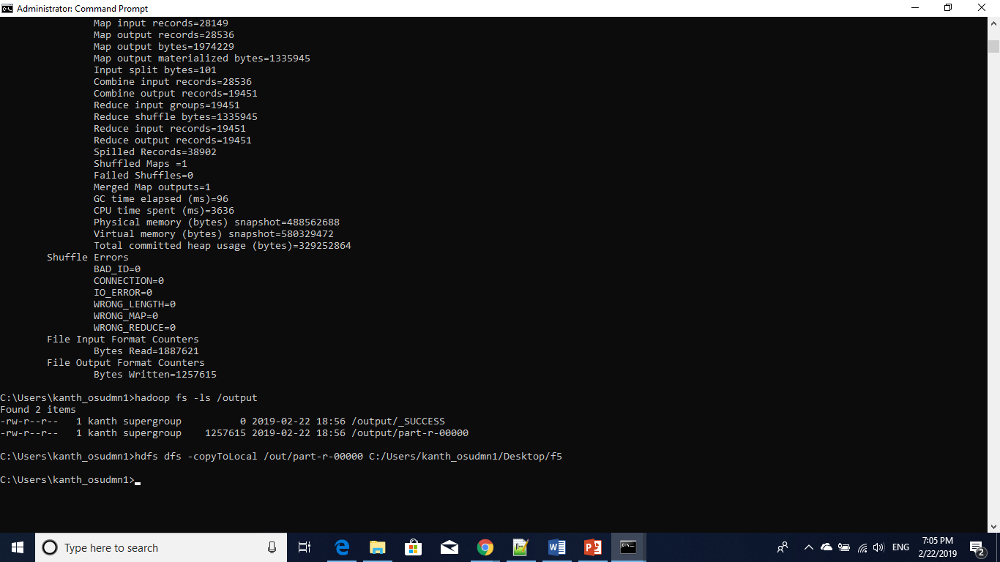 Administrator: Command Prompt
Map input records=28149
Map output records=28536
Map output bytes=1974229
Map output materialized bytes=1335945
Input split bytes=101
Combine input records=28536
Combine output records=19451
Reduce input groups=19451
Reduce shuffle bytes=1335945
Reduce input records=19451
Reduce output records=19451
Spilled Records=38902
Shuffled Maps =1
Failed Shuffles=0
Merged Map outputs=1
GC time elapsed (ms)=96
CPU time spent (ms)=3636
Physical memory (bytes) snapshot=488562688
Virtual memory (bytes) snapshot=580329472
Total committed heap usage (bytes)=329252864
Shuffle Errors
BAD_ID=0
CONNECTION=0
IO_ERROR=0
WRONG_LENGTH=0
WRONG_MAP=0
WRONG_REDUCE=0
File Input Format Counters
Bytes Read=1887621
File Output Format Counters
Bytes Written=1257615
C:\Users\kanth_osudmn1>hadoop fs -ls /output
Found 2 items
-rw-r--r--   1 kanth supergroup          0 2019-02-22 18:56 /output/_SUCCESS
-rw-r--r--   1 kanth supergroup    1257615 2019-02-22 18:56 /output/part-r-00000
C:\Users\kanth_osudmn1>hdfs dfs -copyToLocal /out/part-r-00000 C:/Users/kanth_osudmn1/Desktop/f5
C:\Users\kanth_osudmn1>
Type here to search
ENG
7:05 PM
2/22/2019
2